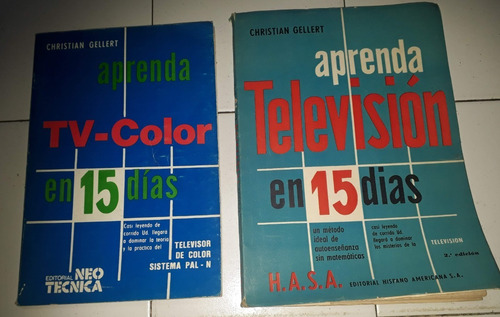 CHRISTIAN GELLERT
aprenda
TV-Color
en 15 días
Casi leyendo de
corrido Ud. llegará
a dominar la teoría
y la práctica del
TELEVISOR
DE COLOR
SISTEMA PAL-N
EDITORIAL NEO
TECNICA
CHRISTIAN GELLERT
aprenda
Televisión
en 15 dias
un método
ideal de
autoenseñanza
sin matemáticas
casi leyendo
de corrido Ud.
llegará a dominar
los misterios de la
TELEVISION
2.ª edición
H.A.S.A. EDITORIAL HISPANO AMERICANA S.A.